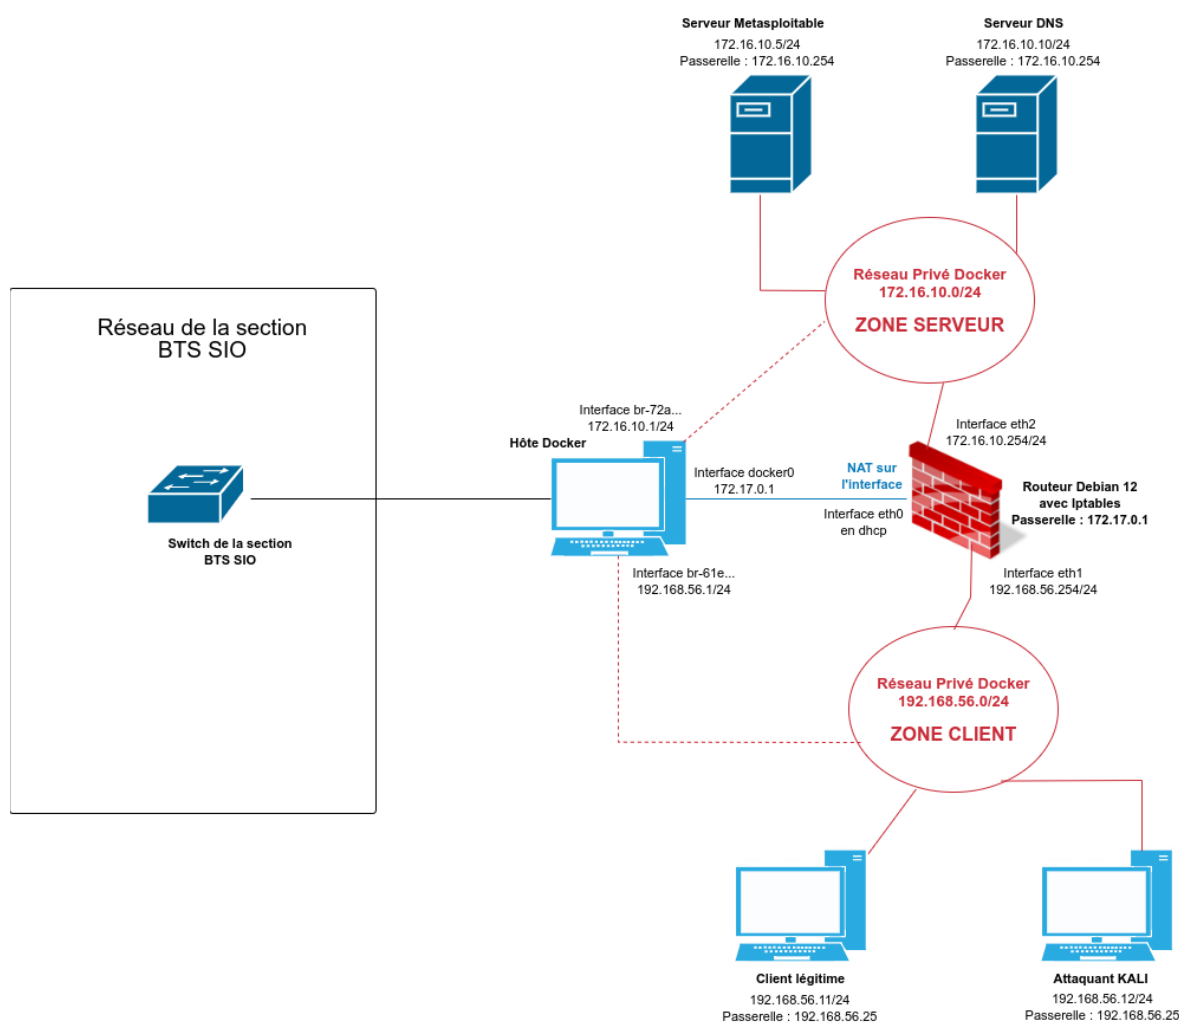 Serveur Metasploitable
172.16.10.5/24
Passerelle : 172.16.10.254
Serveur DNS
172.16.10.10/24
Passerelle : 172.16.10.254
Réseau Privé Docker
172.16.10.0/24
ZONE SERVEUR
Réseau de la section
BTS SIO
Interface br-72a...
172.16.10.1/24
Hôte Docker
Interface eth2
172.16.10.254/24
Interface docker0
172.17.0.1
NAT sur
l'interface
Interface eth0
en dhcp
Routeur Debian 12
avec Iptables
Passerelle : 172.17.0.1
Switch de la section
BTS SIO
Interface br-61e...
192.168.56.1/24
Interface eth1
192.168.56.254/24
Réseau Privé Docker
192.168.56.0/24
ZONE CLIENT
Client légitime
192.168.56.11/24
Passerelle : 192.168.56.25
Attaquant KALI
192.168.56.12/24
Passerelle : 192.168.56.25